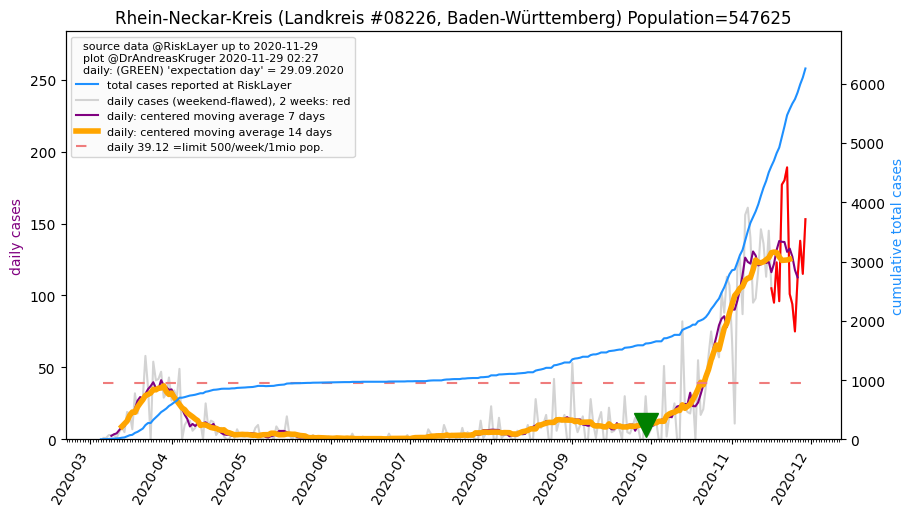 Rhein-Neckar-Kreis (Landkreis #08226, Baden-Württemberg) Population=547625
source data @RiskLayer up to 2020-11-29
plot @DrAndreasKruger 2020-11-29 02:27
daily: (GREEN) 'expectation day' = 29.09.2020
total cases reported at RiskLayer
daily cases (weekend-flawed), 2 weeks: red
daily: centered moving average 7 days
daily: centered moving average 14 days
daily 39.12 =limit 500/week/1mio pop.
daily cases
250
200
150
100
50
0
cumulative total cases
6000
5000
4000
3000
2000
1000
0
2020-03
2020-04
2020-05
2020-06
2020-07
2020-08
2020-09
2020-10
2020-11
2020-12